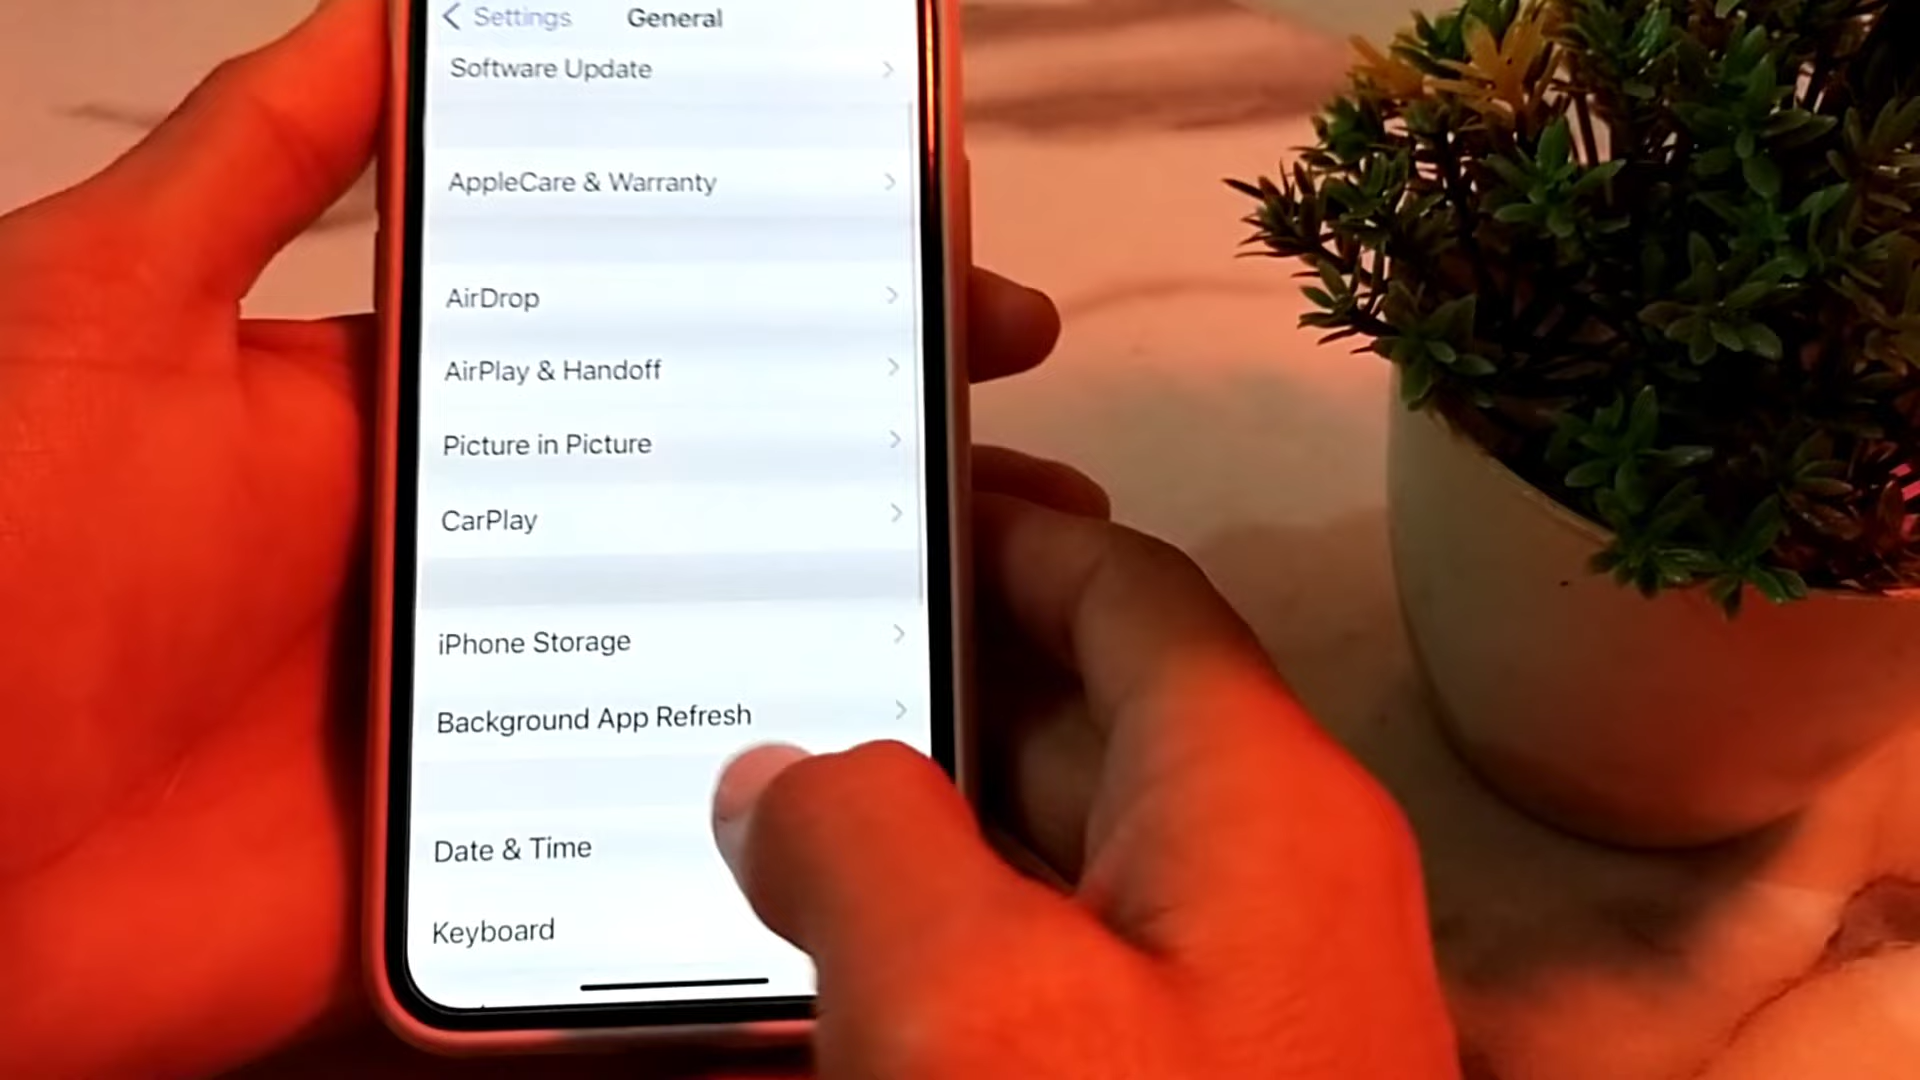 Settings
General
Software Update
AppleCare & Warranty
AirDrop
AirPlay & Handoff
Picture in Picture
CarPlay
iPhone Storage
Background App Refresh
Date & Time
Keyboard